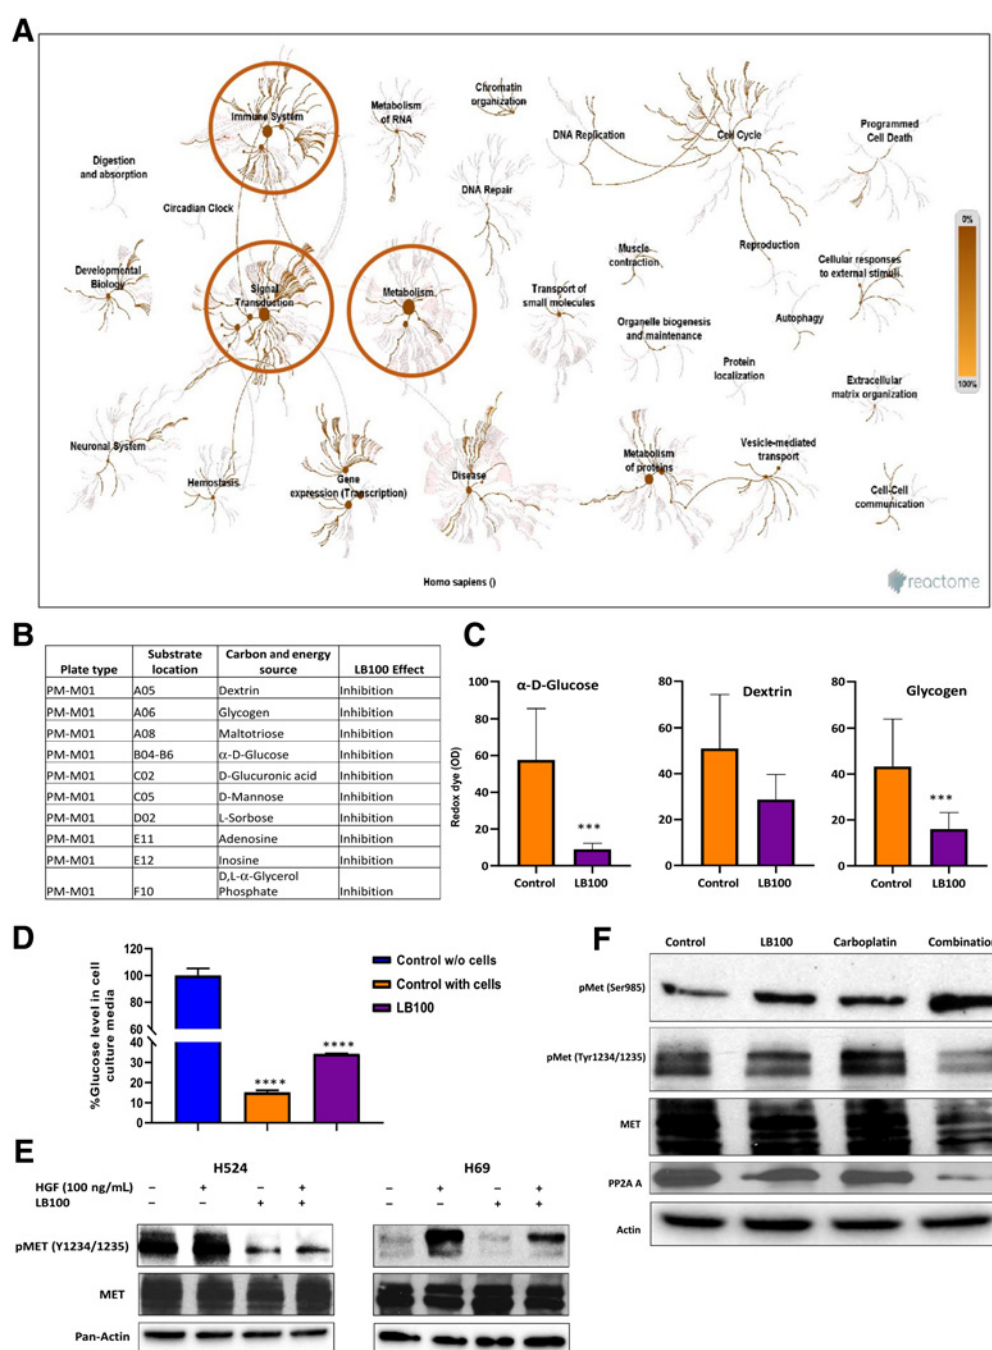 A
Immune System
Metabolism
of RNA
Chromatin
organization
DNA Replication
Cell Cycle
Programmed
Cell Death
Digestion
and absorption
Circadian Clock
DNA Repair
0%
Developmental
Biology
Signal
Transduction
Metabolism
Transport of
small molecules
Muscle
contraction
Reproduction
Cellular responses
to external stimuli
Organelle biogenesis
and maintenance
Autophagy
Protein
localization
Extracellular
matrix organization
100%
Neuronal System
Hemostasis
Gene
expression (Transcription)
Disease
Metabolism
of proteins
Vesicle-mediated
transport
Cell-Cell
communication
Homo sapiens ()
reactome
B
Plate type Substrate location Carbon and energy source LB100 Effect
PM-M01 A05 Dextrin Inhibition
PM-M01 A06 Glycogen Inhibition
PM-M01 A08 Maltotriose Inhibition
PM-M01 B04-B6 α-D-Glucose Inhibition
PM-M01 C02 D-Glucuronic acid Inhibition
PM-M01 C05 D-Mannose Inhibition
PM-M01 D02 L-Sorbose Inhibition
PM-M01 E11 Adenosine Inhibition
PM-M01 E12 Inosine Inhibition
PM-M01 F10 D,L-α-Glycerol Phosphate Inhibition
C
α-D-Glucose
Redox dye (OD)
100
80
60
40
20
0
***
Control LB100
Dextrin
80
60
40
20
0
Control LB100
Glycogen
80
60
40
20
0
***
Control LB100
D
%Glucose level in cell
culture media
120
100
80
60
40
30
20
10
0
****
****
Control w/o cells
Control with cells
LB100
E
H524 H69
HGF (100 ng/mL) – + – + – + – +
LB100 – – + + – – + +
pMET (Y1234/1235)
MET
Pan-Actin
F
Control LB100 Carboplatin Combination
pMet (Ser985)
pMet (Tyr1234/1235)
MET
PP2A A
Actin